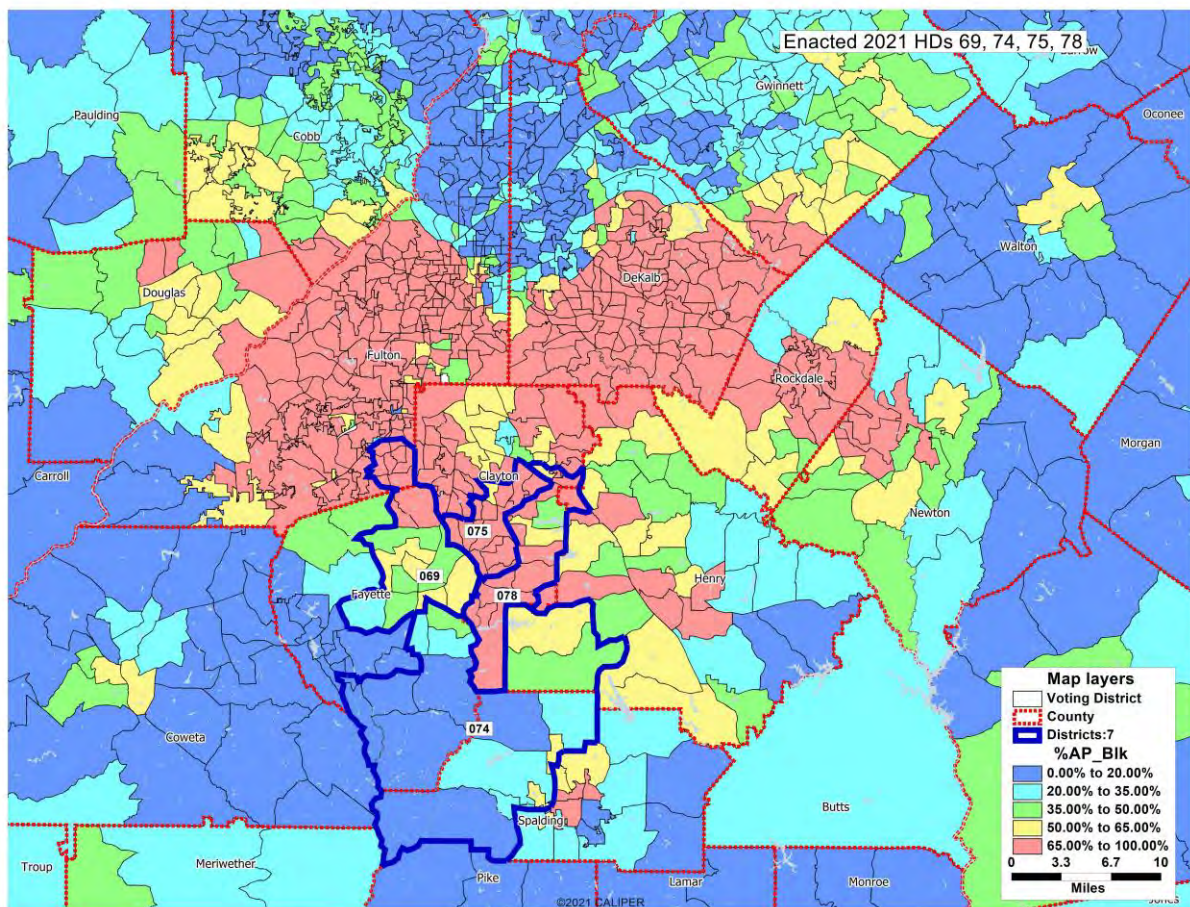 Enacted 2021 HDs 69, 74, 75, 78
Gwinnett
Oconee
Paulding
Cobb
Walton
DeKalb
Douglas
Fulton
Rockdale
Morgan
Carroll
Clayton
Newton
075
069
Henry
Fayette
078
074
Coweta
Butts
Spalding
Troup
Meriwether
Pike
Lamar
Monroe
Jones
Map layers
Voting District
County
Districts:7
%AP_Blk
0.00% to 20.00%
20.00% to 35.00%
35.00% to 50.00%
50.00% to 65.00%
65.00% to 100.00%
0 3.3 6.7 10
Miles
©2021 CALIPER